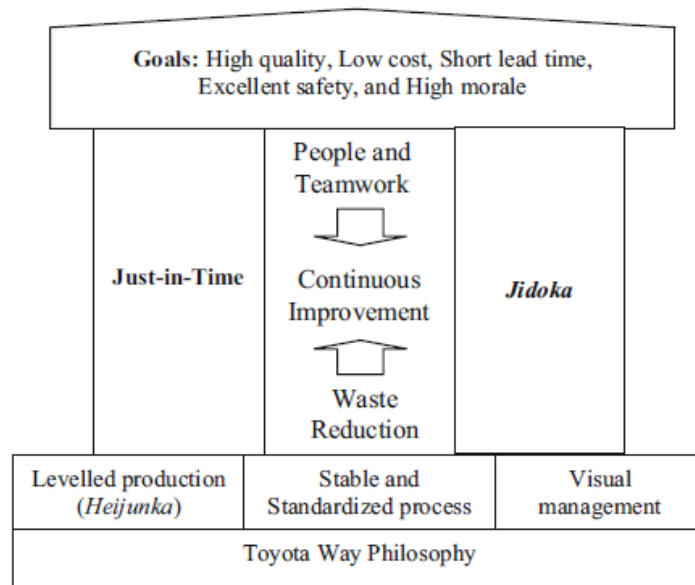 Goals: High quality, Low cost, Short lead time,
Excellent safety, and High morale
People and
Teamwork
Just-in-Time
Continuous
Improvement
Jidoka
Waste
Reduction
Levelled production
(Heijunka)
Stable and
Standardized process
Visual
management
Toyota Way Philosophy